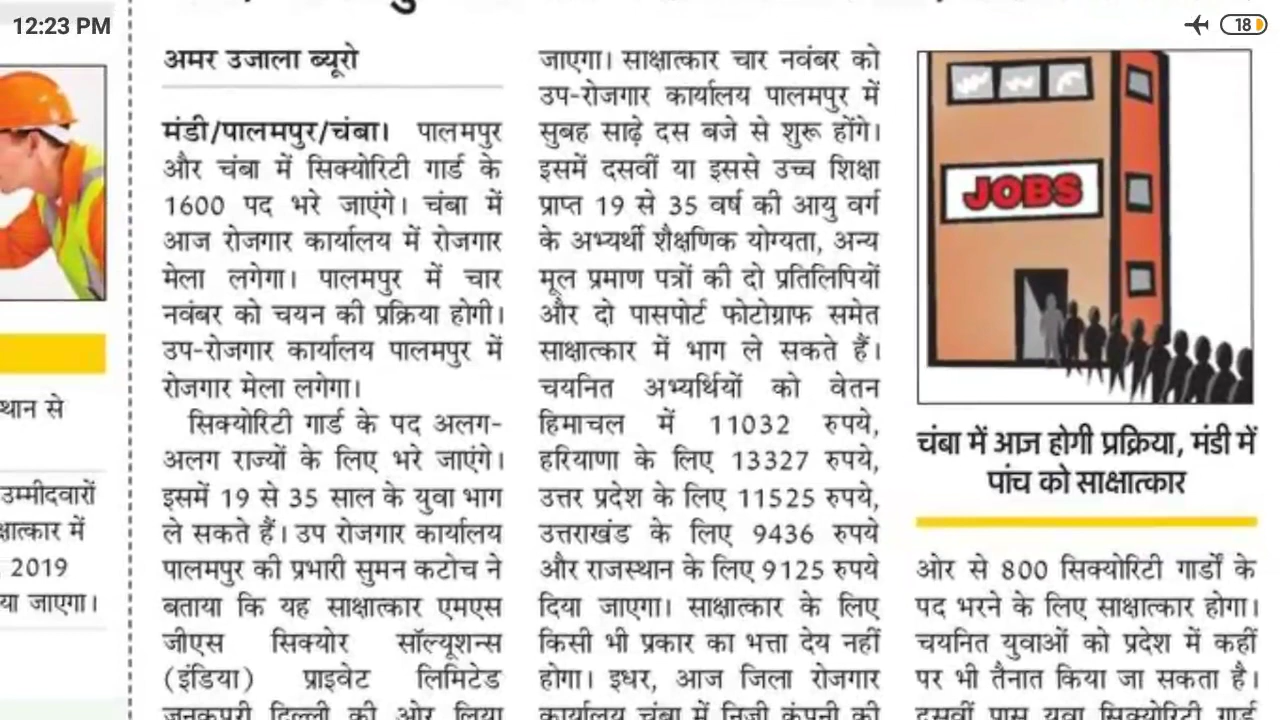 12:23 PM
18
थान से
उम्मीदवारों
क्षात्कार में
2019
या जाएगा।
अमर उजाला ब्यूरो
मंडी/पालमपुर/चंबा। पालमपुर
और चंबा में सिक्योरिटी गार्ड के
1600 पद भरे जाएंगे। चंबा में
आज रोजगार कार्यालय में रोजगार
मेला लगेगा। पालमपुर में चार
नवंबर को चयन की प्रक्रिया होगी।
उप-रोजगार कार्यालय पालमपुर में
रोजगार मेला लगेगा।
सिक्योरिटी गार्ड के पद अलग-
अलग राज्यों के लिए भरे जाएंगे।
इसमें 19 से 35 साल के युवा भाग
ले सकते हैं। उप रोजगार कार्यालय
पालमपुर की प्रभारी सुमन कटोच ने
बताया कि यह साक्षात्कार एमएस
जीएस सिक्योर सॉल्यूशन्स
(इंडिया) प्राइवेट लिमिटेड
जनकपुरी दिल्ली की ओर लिया
जाएगा। साक्षात्कार चार नवंबर को
उप-रोजगार कार्यालय पालमपुर में
सुबह साढ़े दस बजे से शुरू होंगे।
इसमें दसवीं या इससे उच्च शिक्षा
प्राप्त 19 से 35 वर्ष की आयु वर्ग
के अभ्यर्थी शैक्षणिक योग्यता, अन्य
मूल प्रमाण पत्रों की दो प्रतिलिपियों
और दो पासपोर्ट फोटोग्राफ समेत
साक्षात्कार में भाग ले सकते हैं।
चयनित अभ्यर्थियों को वेतन
हिमाचल में 11032 रुपये,
हरियाणा के लिए 13327 रुपये,
उत्तर प्रदेश के लिए 11525 रुपये,
उत्तराखंड के लिए 9436 रुपये
और राजस्थान के लिए 9125 रुपये
दिया जाएगा। साक्षात्कार के लिए
किसी भी प्रकार का भत्ता देय नहीं
होगा। इधर, आज जिला रोजगार
कार्यालय चंबा में निजी कंपनी की
JOBS
चंबा में आज होगी प्रक्रिया, मंडी में
पांच को साक्षात्कार
ओर से 800 सिक्योरिटी गार्डों के
पद भरने के लिए साक्षात्कार होगा।
चयनित युवाओं को प्रदेश में कहीं
पर भी तैनात किया जा सकता है।
दसवीं पास युवा सिक्योरिटी गार्ड